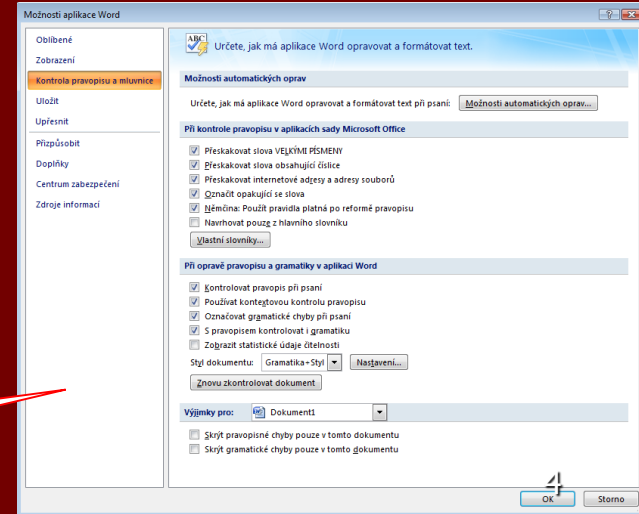 Možnosti aplikace Word
Oblíbené
Zobrazení
Kontrola pravopisu a mluvnice
Uložit
Upřesnit
Přizpůsobit
Doplňky
Centrum zabezpečení
Zdroje informací
ABC
Určete, jak má aplikace Word opravovat a formátovat text.
Možnosti automatických oprav
Určete, jak má aplikace Word opravovat a formátovat text při psaní: Možnosti automatických oprav...
Při kontrole pravopisu v aplikacích sady Microsoft Office
Přeskakovat slova VELKÝMI PÍSMENY
Přeskakovat slova obsahující číslice
Přeskakovat internetové adresy a adresy souborů
Označit opakující se slova
Němčina: Použít pravidla platná po reformě pravopisu
Navrhovat pouze z hlavního slovníku
Vlastní slovníky...
Při opravě pravopisu a gramatiky v aplikaci Word
Kontrolovat pravopis při psaní
Používat kontextovou kontrolu pravopisu
Označovat gramatické chyby při psaní
S pravopisem kontrolovat i gramatiku
Zobrazit statistické údaje čitelnosti
Styl dokumentu: Gramatika+Styl Nastavení...
Znovu zkontrolovat dokument
Výjimky pro: Dokument1
Skrýt pravopisné chyby pouze v tomto dokumentu
Skrýt gramatické chyby pouze v tomto dokumentu
4
OK Storno